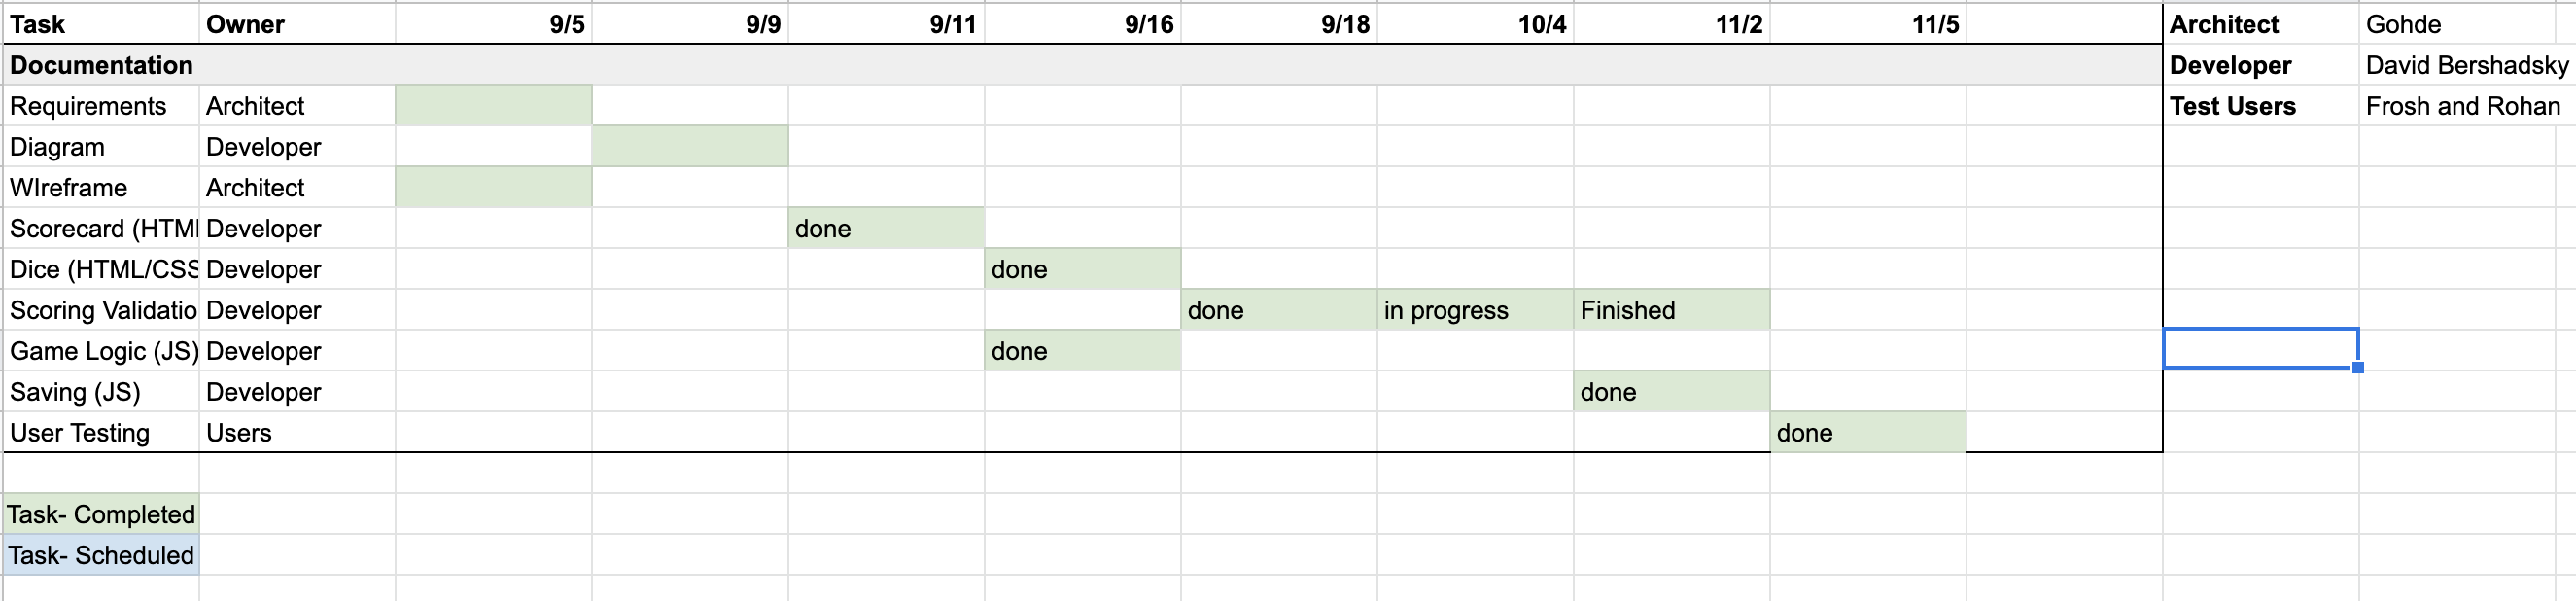 Task Owner 9/5 9/9 9/11 9/16 9/18 10/4 11/2 11/5 Architect Gohde
Documentation Developer David Bershadsky
Requirements Architect Test Users Frosh and Rohan
Diagram Developer
WIreframe Architect
Scorecard (HTM Developer done
Dice (HTML/CSS Developer done
Scoring Validatio Developer done in progress Finished
Game Logic (JS) Developer done
Saving (JS) Developer done
User Testing Users done
Task- Completed
Task- Scheduled